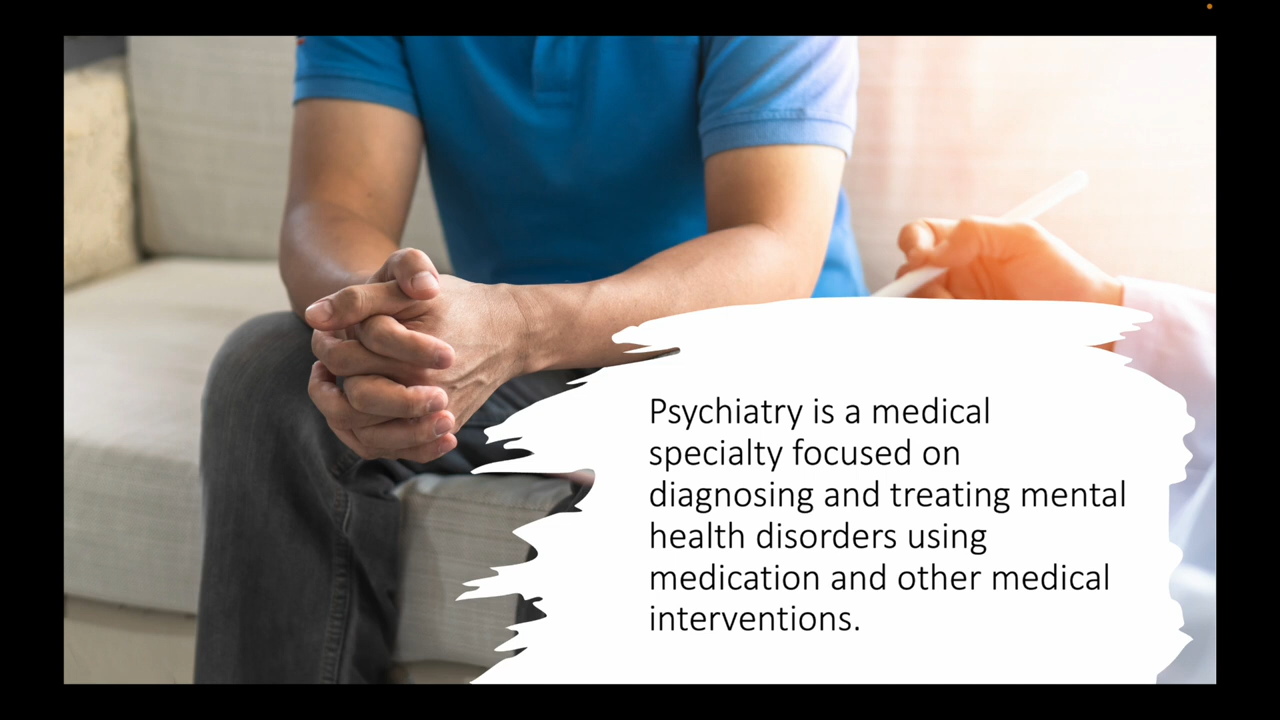 Psychiatry is a medical
specialty focused on
diagnosing and treating mental
health disorders using
medication and other medical
interventions.